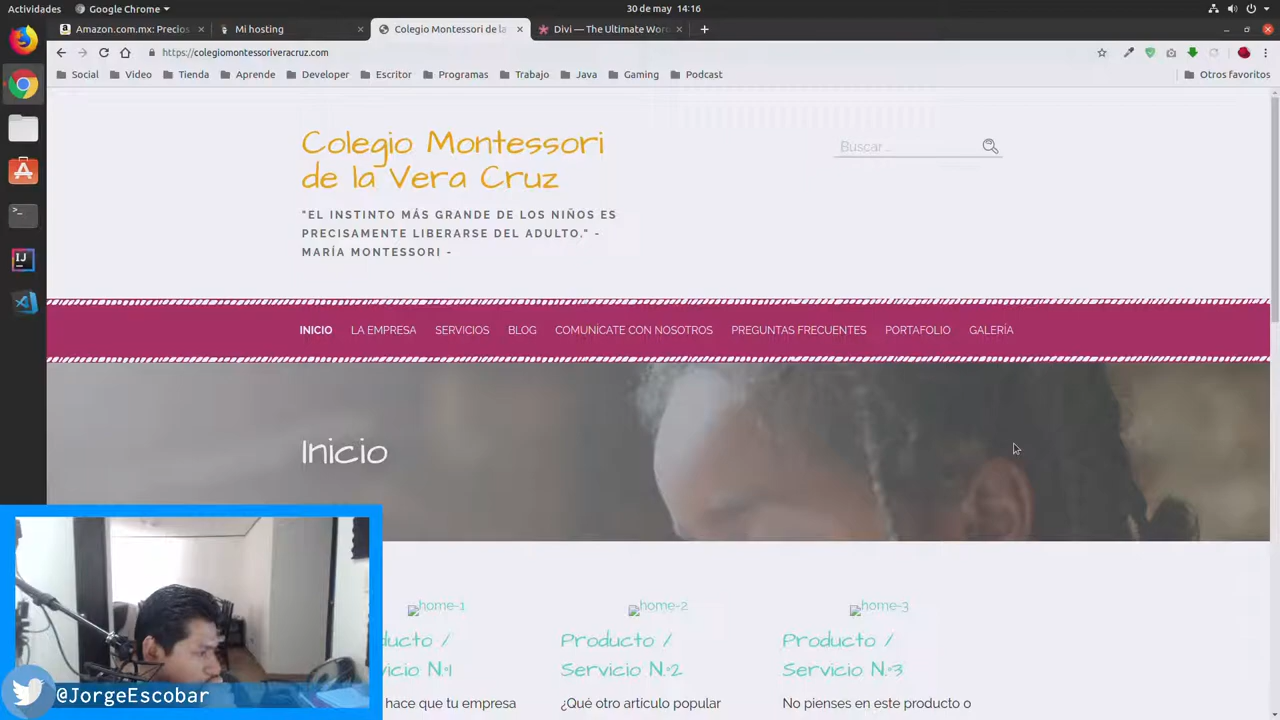 Actividades Google Chrome 30 de may 14:16
Amazon.com.mx: Precios Mi hosting Colegio Montessori de la Divi — The Ultimate Wor
https://colegiomontessoriveracruz.com
Social Video Tienda Aprende Developer Escritor Programas Trabajo Java Gaming Podcast Otros favoritos
Colegio Montessori
de la Vera Cruz
Buscar ...
"EL INSTINTO MÁS GRANDE DE LOS NIÑOS ES
PRECISAMENTE LIBERARSE DEL ADULTO." -
MARÍA MONTESSORI -
INICIO LA EMPRESA SERVICIOS BLOG COMUNÍCATE CON NOSOTROS PREGUNTAS FRECUENTES PORTAFOLIO GALERÍA
Inicio
home-1 home-2 home-3
ducto / Producto / Producto /
vicio N.º1 Servicio N.º2 Servicio N.º3
hace que tu empresa ¿Qué otro artículo popular No pienses en este producto o
@JorgeEscobar